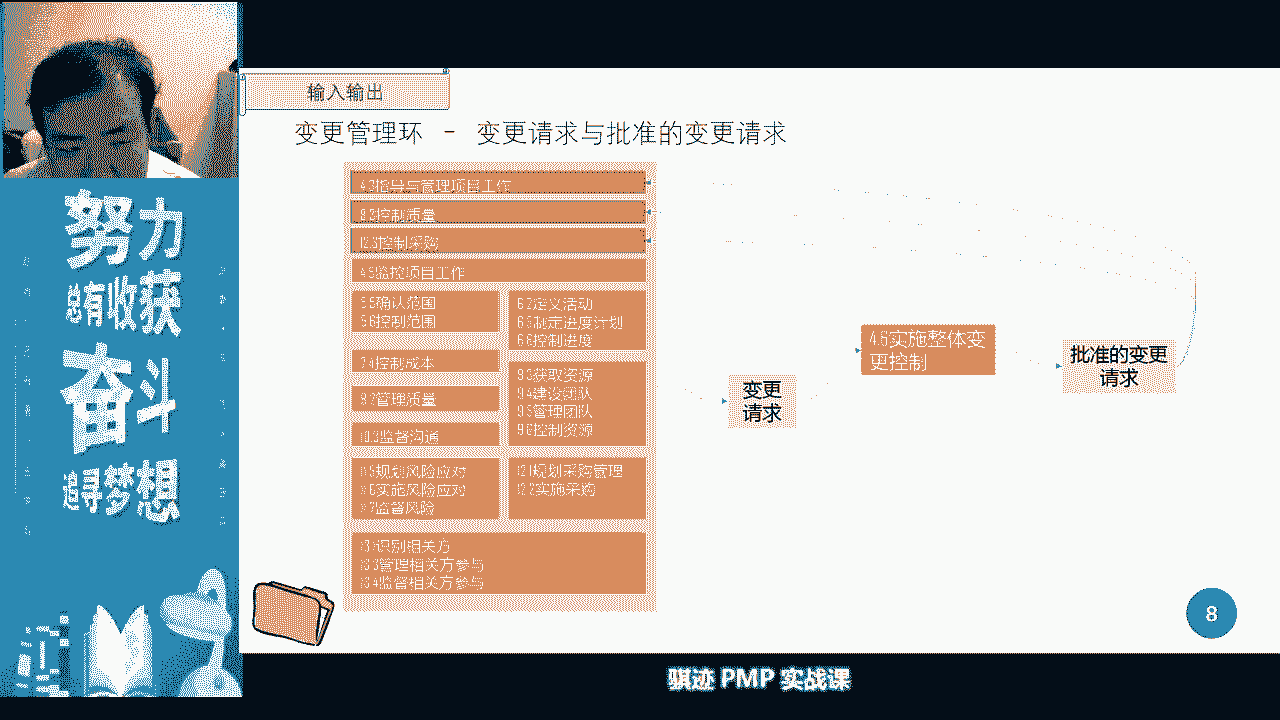 输入输出
变更管理环 - 变更请求与批准的变更请求
4.3指导与管理项目工作
8.3控制质量
12.3控制采购
4.5监控项目工作
5.5确认范围
5.6控制范围
7.4控制成本
8.2管理质量
10.3监督沟通
11.5规划风险应对
11.6实施风险应对
11.7监督风险
6.2定义活动
6.5制定进度计划
6.6控制进度
9.3获取资源
9.4建设团队
9.5管理团队
9.6控制资源
12.1规划采购管理
12.2实施采购
13.1识别相关方
13.3管理相关方参与
13.4监督相关方参与
变更
请求
4.6实施整体变
更控制
批准的变更
请求
努力
总有收获
奋斗
追寻梦想
8
骐迹 PMP 实战课